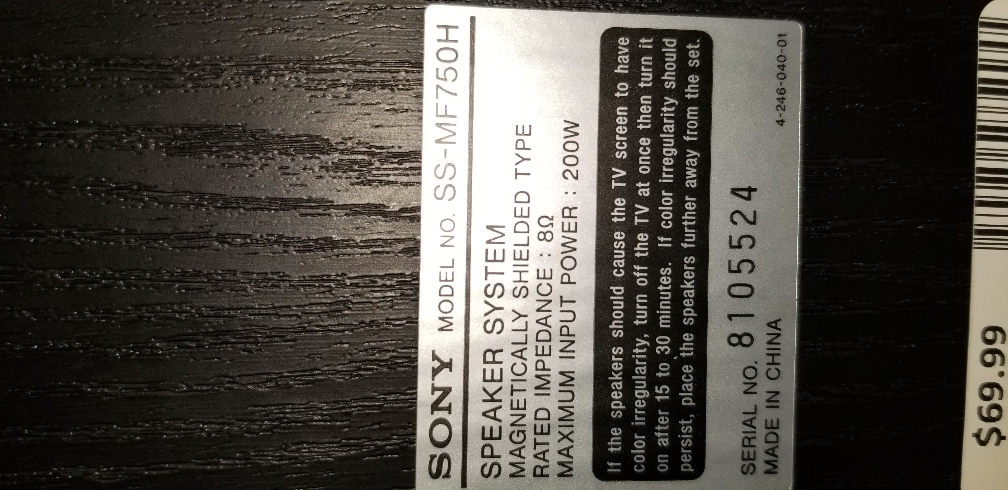 SONY MODEL NO. SS-MF750H
SPEAKER SYSTEM
MAGNETICALLY SHIELDED TYPE
RATED IMPEDANCE : 8Ω
MAXIMUM INPUT POWER : 200W
If the speakers should cause the TV screen to have
color irregularity, turn off the TV at once then turn it
on after 15 to 30 minutes. If color irregularity should
persist, place the speakers further away from the set.
SERIAL NO. 8105524
MADE IN CHINA
4-246-040-01
$69.99